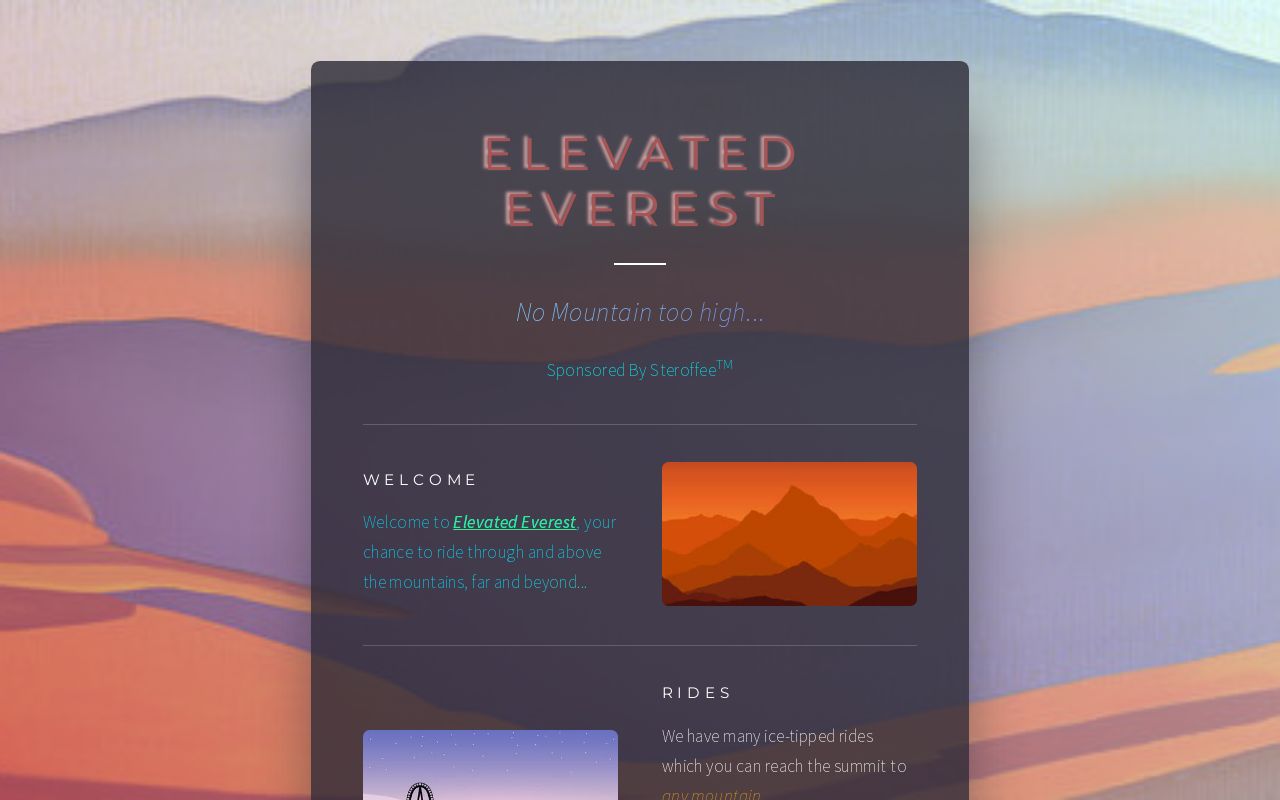 ELEVATED
EVEREST
No Mountain too high...
Sponsored By Steroffee™
WELCOME
Welcome to Elevated Everest, your
chance to ride through and above
the mountains, far and beyond...
RIDES
We have many ice-tipped rides
which you can reach the summit to
any mountain